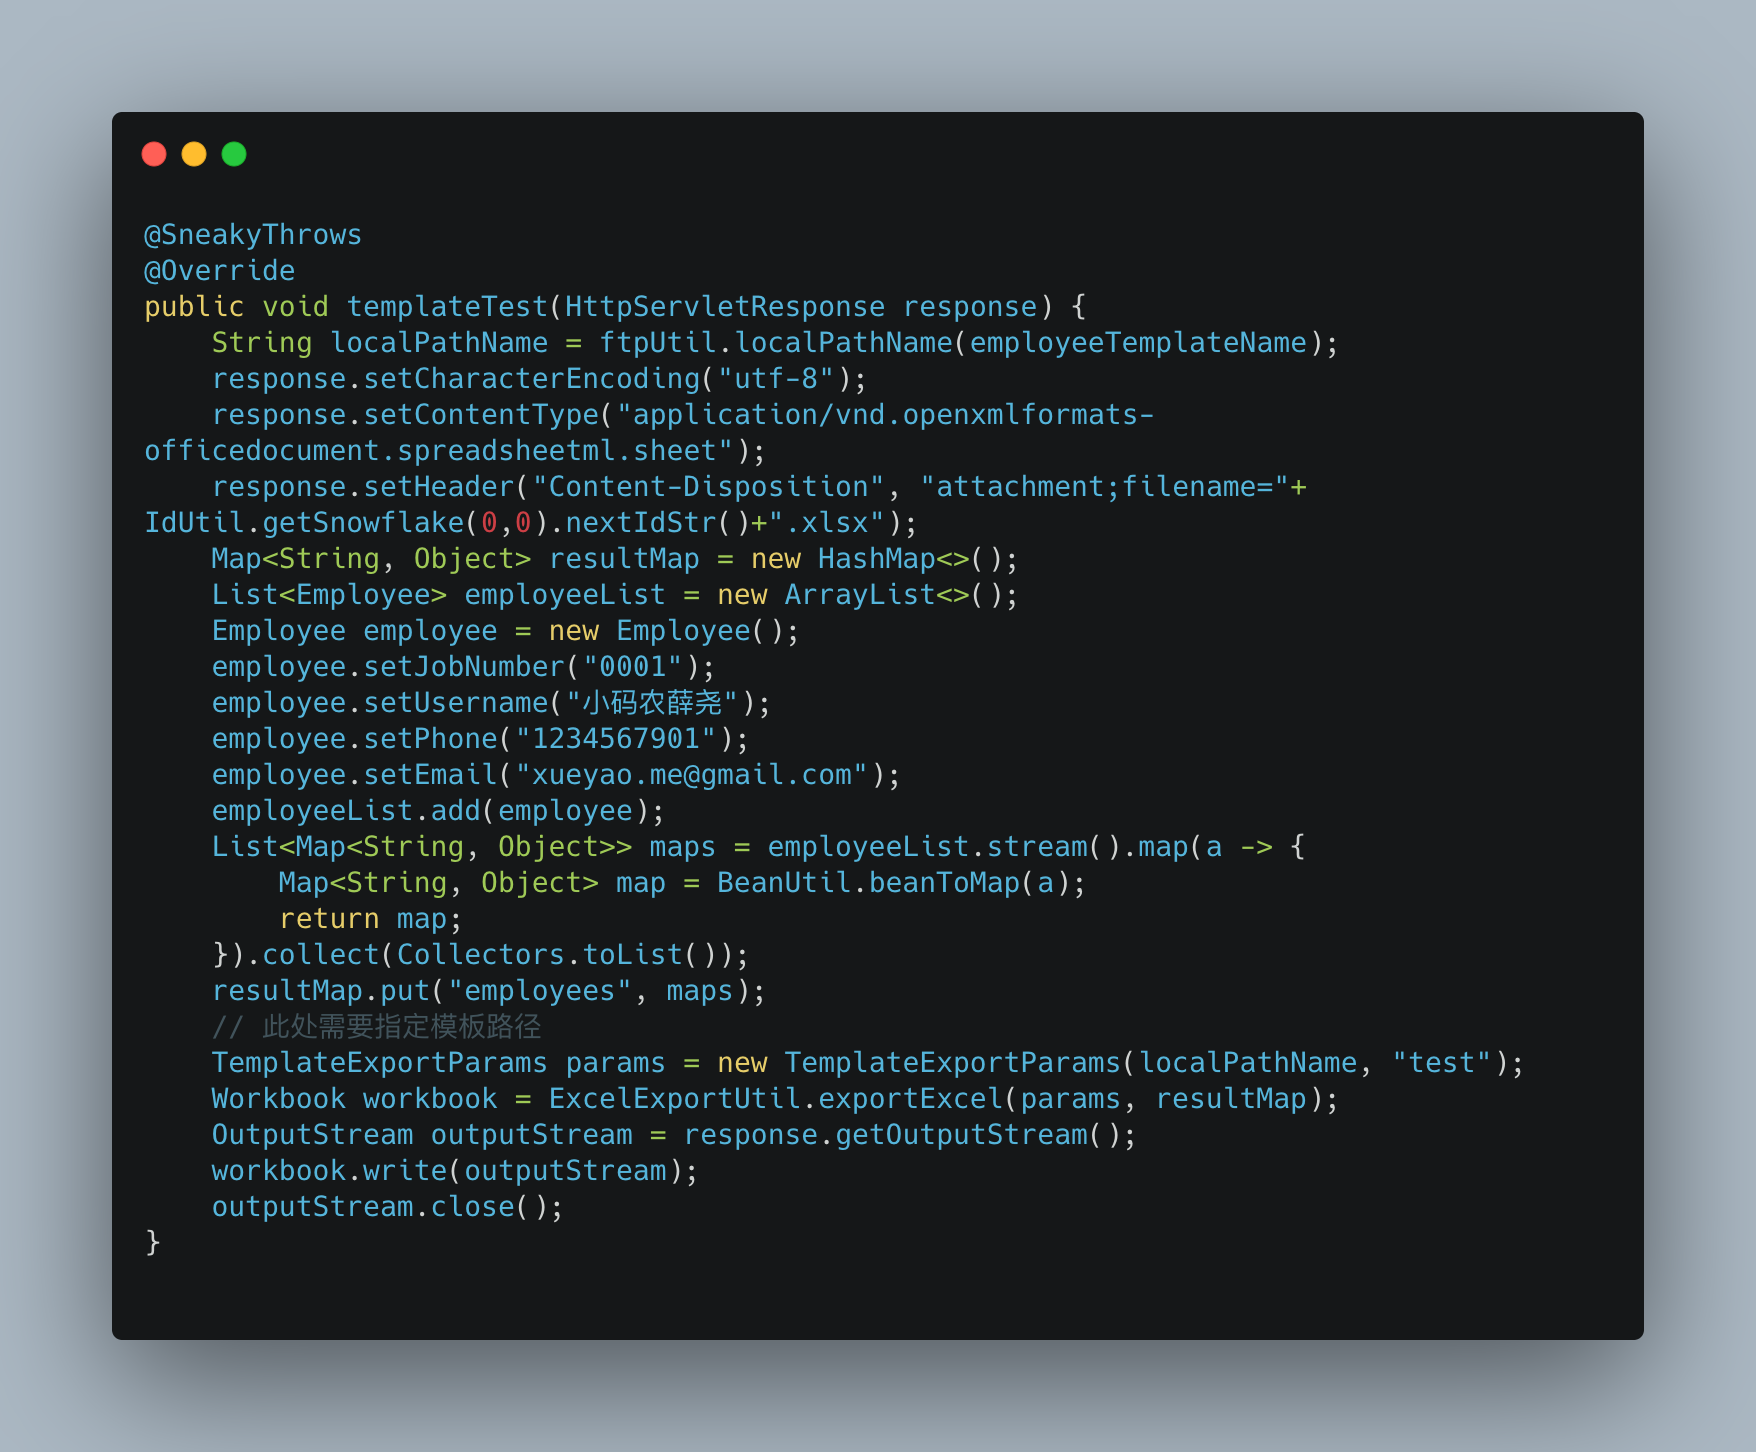 @SneakyThrows
@Override
public void templateTest(HttpServletResponse response) {
    String localPathName = ftpUtil.localPathName(employeeTemplateName);
    response.setCharacterEncoding("utf-8");
    response.setContentType("application/vnd.openxmlformats-
officedocument.spreadsheetml.sheet");
    response.setHeader("Content-Disposition", "attachment;filename="+
IdUtil.getSnowflake(0,0).nextIdStr()+".xlsx");
    Map<String, Object> resultMap = new HashMap<>();
    List<Employee> employeeList = new ArrayList<>();
    Employee employee = new Employee();
    employee.setJobNumber("0001");
    employee.setUsername("小码农薛尧");
    employee.setPhone("1234567901");
    employee.setEmail("xueyao.me@gmail.com");
    employeeList.add(employee);
    List<Map<String, Object>> maps = employeeList.stream().map(a -> {
        Map<String, Object> map = BeanUtil.beanToMap(a);
        return map;
    }).collect(Collectors.toList());
    resultMap.put("employees", maps);
    // 此处需要指定模板路径
    TemplateExportParams params = new TemplateExportParams(localPathName, "test");
    Workbook workbook = ExcelExportUtil.exportExcel(params, resultMap);
    OutputStream outputStream = response.getOutputStream();
    workbook.write(outputStream);
    outputStream.close();
}